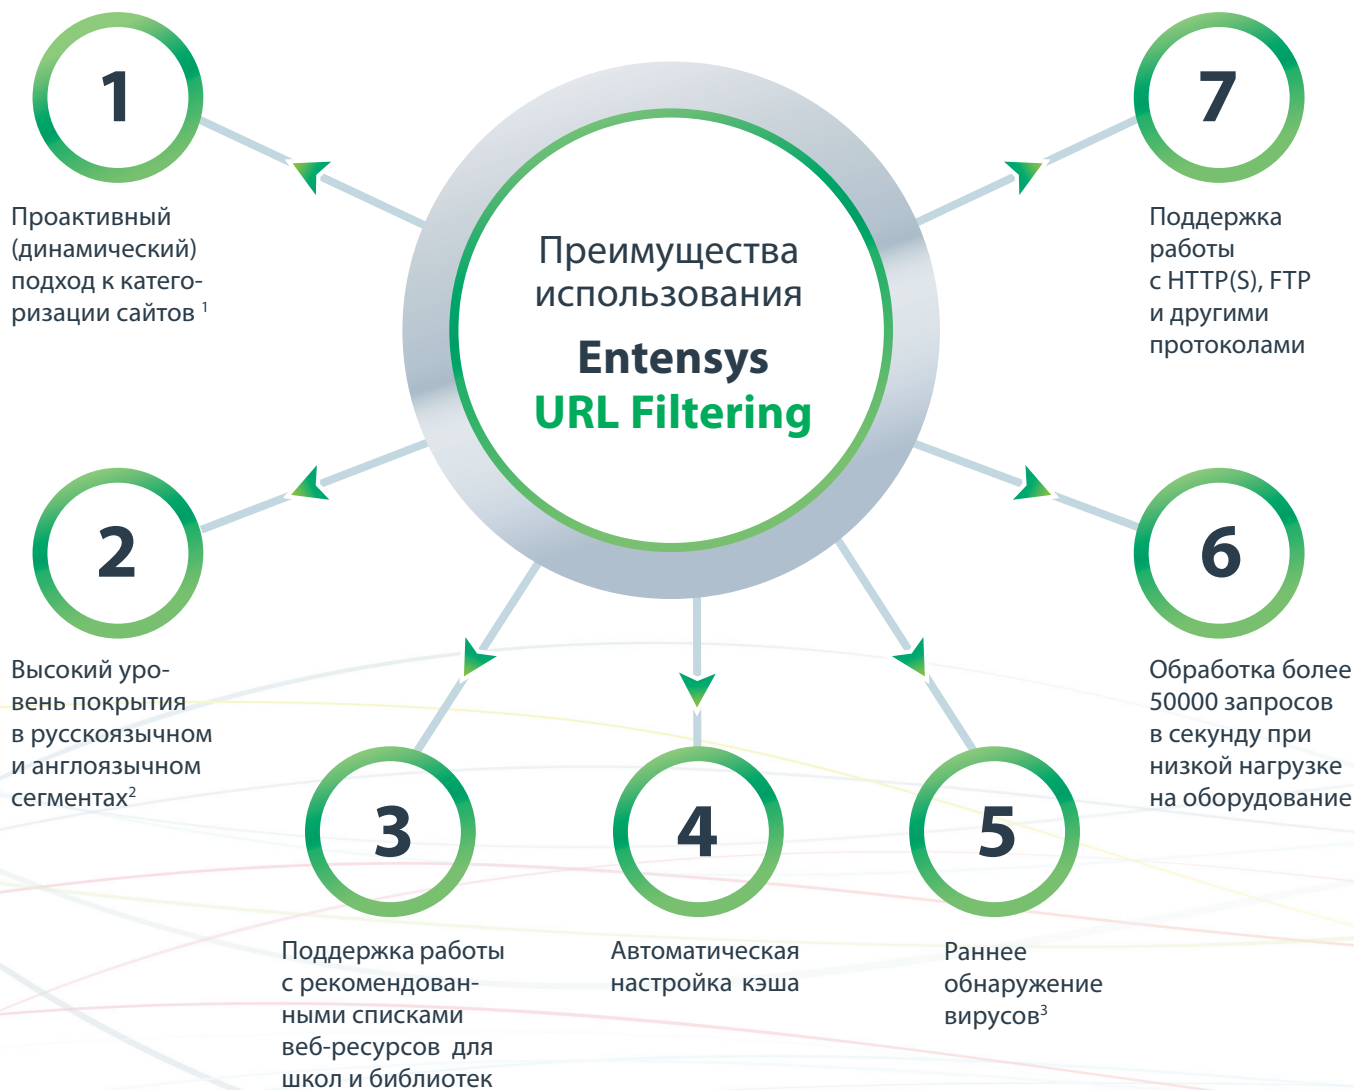 Преимущества
использования
Entensys
URL Filtering
1
Проактивный
(динамический)
подход к катего-
ризации сайтов ¹
2
Высокий уро-
вень покрытия
в русскоязычном
и англоязычном
сегментах²
3
Поддержка работы
с рекомендован-
ными списками
веб-ресурсов для
школ и библиотек
4
Автоматическая
настройка кэша
5
Раннее
обнаружение
вирусов³
6
Обработка более
50000 запросов
в секунду при
низкой нагрузке
на оборудование
7
Поддержка
работы
с HTTP(S), FTP
и другими
протоколами